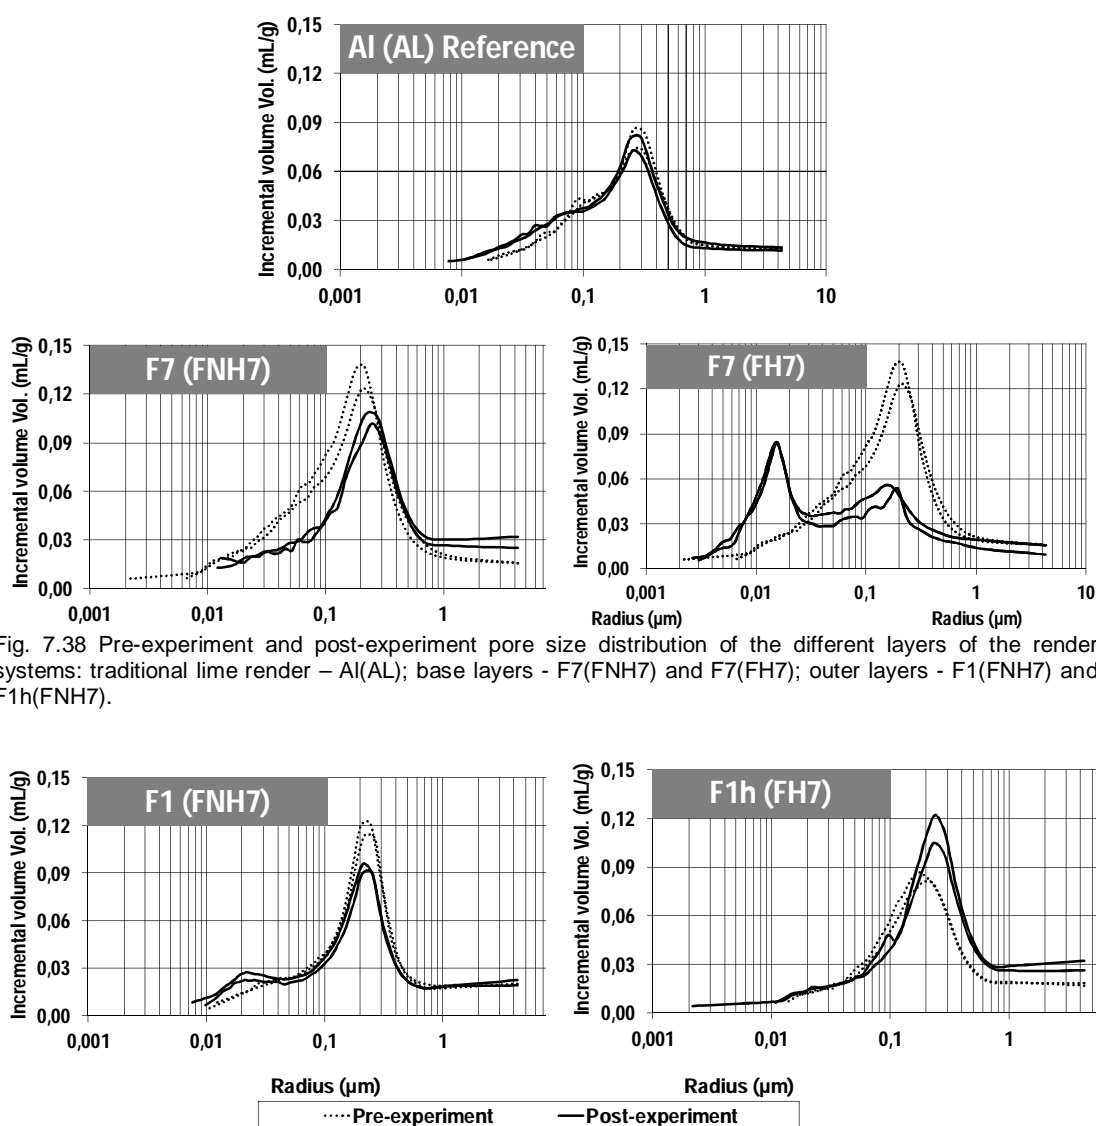 Incremental volume Vol. (mL/g)
Al (AL) Reference
0,15
0,12
0,09
0,06
0,03
0,00
0,001 0,01 0,1 1 10
Incremental volume Vol. (mL/g)
F7 (FNH7)
0,15
0,12
0,09
0,06
0,03
0,00
0,001 0,01 0,1 1
Incremental volume Vol. (mL/g)
F7 (FH7)
0,15
0,12
0,09
0,06
0,03
0,00
0,001 0,01 0,1 1 10
Radius (µm) Radius (µm)
Fig. 7.38 Pre-experiment and post-experiment pore size distribution of the different layers of the render
systems: traditional lime render – Al(AL); base layers - F7(FNH7) and F7(FH7); outer layers - F1(FNH7) and
F1h(FNH7).
Incremental volume Vol. (mL/g)
F1 (FNH7)
0,15
0,12
0,09
0,06
0,03
0,00
0,001 0,01 0,1 1
Radius (µm)
Incremental volume Vol. (mL/g)
F1h (FH7)
0,15
0,12
0,09
0,06
0,03
0,00
0,001 0,01 0,1 1
Radius (µm)
Pre-experiment Post-experiment